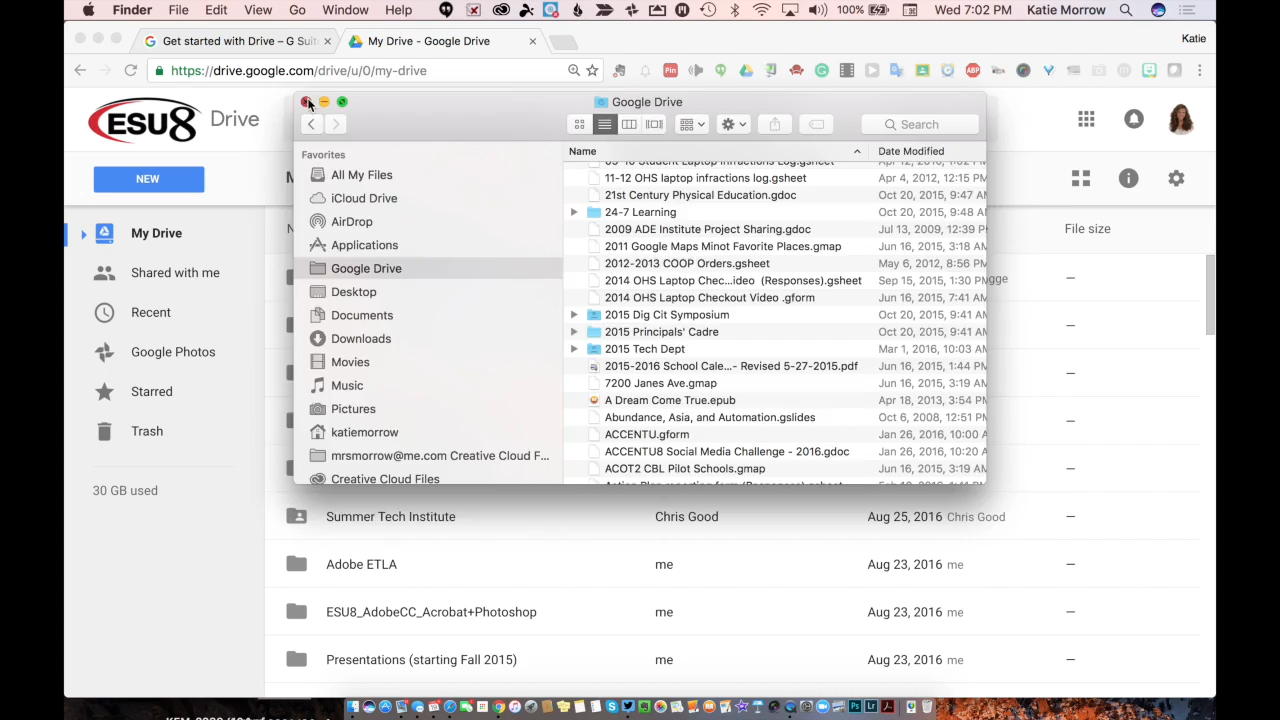 Finder File Edit View Go Window Help 100% Wed 7:02 PM Katie Morrow
Get started with Drive – G Suit
My Drive - Google Drive
Katie
https://drive.google.com/drive/u/0/my-drive
ESU8 Drive
NEW
My Drive
Shared with me
Recent
Google Photos
Starred
Trash
30 GB used
Google Drive
Search
Favorites
All My Files
iCloud Drive
AirDrop
Applications
Google Drive
Desktop
Documents
Downloads
Movies
Music
Pictures
katiemorrow
mrsmorrow@me.com Creative Cloud F...
Creative Cloud Files
Name Date Modified
11-12 OHS laptop infractions log.gsheet Apr 4, 2012, 12:15 PM
21st Century Physical Education.gdoc Oct 20, 2015, 9:47 AM
24-7 Learning Oct 20, 2015, 9:48 AM
2009 ADE Institute Project Sharing.gdoc Jul 13, 2009, 12:39 PM
2011 Google Maps Minot Favorite Places.gmap Jun 16, 2015, 3:18 AM
2012-2013 COOP Orders.gsheet May 6, 2012, 8:56 PM
2014 OHS Laptop Chec...ideo (Responses).gsheet Sep 15, 2015, 1:30 PM
2014 OHS Laptop Checkout Video .gform Jun 16, 2015, 7:41 AM
2015 Dig Cit Symposium Oct 20, 2015, 9:41 AM
2015 Principals' Cadre Oct 20, 2015, 9:41 AM
2015 Tech Dept Mar 1, 2016, 10:03 AM
2015-2016 School Cale...- Revised 5-27-2015.pdf Jun 16, 2015, 1:44 PM
7200 Janes Ave.gmap Jun 16, 2015, 3:19 AM
A Dream Come True.epub Apr 18, 2013, 3:54 PM
Abundance, Asia, and Automation.gslides Oct 6, 2008, 12:51 PM
ACCENTU.gform Jan 26, 2016, 10:00 AM
ACCENTU8 Social Media Challenge - 2016.gdoc Jan 26, 2016, 10:20 AM
ACOT2 CBL Pilot Schools.gmap Jun 16, 2015, 3:19 AM
File size
–
–
–
–
–
Summer Tech Institute Chris Good Aug 25, 2016 Chris Good –
Adobe ETLA me Aug 23, 2016 me –
ESU8_AdobeCC_Acrobat+Photoshop me Aug 23, 2016 me –
Presentations (starting Fall 2015) me Aug 23, 2016 me –